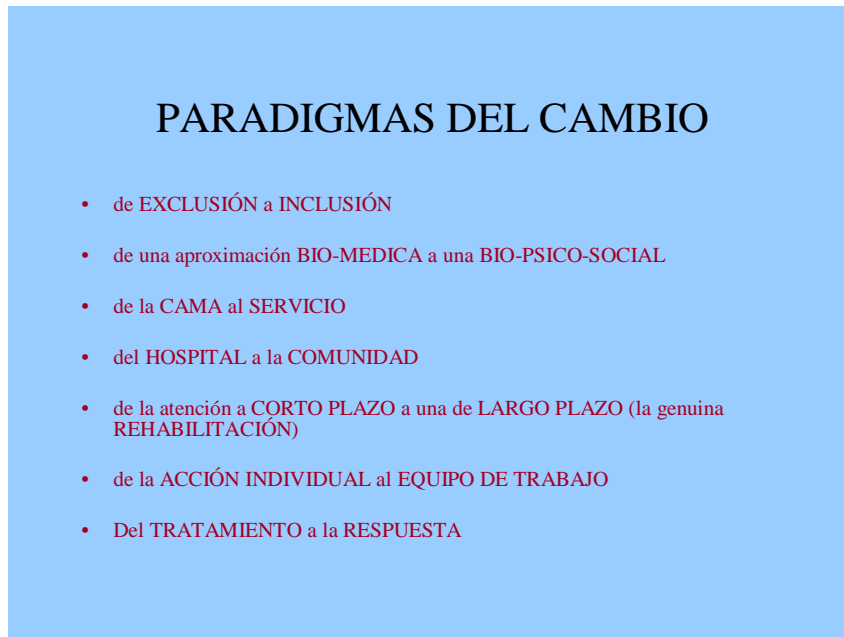 PARADIGMAS DEL CAMBIO
• de EXCLUSIÓN a INCLUSIÓN
• de una aproximación BIO-MEDICA a una BIO-PSICO-SOCIAL
• de la CAMA al SERVICIO
• del HOSPITAL a la COMUNIDAD
• de la atención a CORTO PLAZO a una de LARGO PLAZO (la genuina
REHABILITACIÓN)
• de la ACCIÓN INDIVIDUAL al EQUIPO DE TRABAJO
• Del TRATAMIENTO a la RESPUESTA